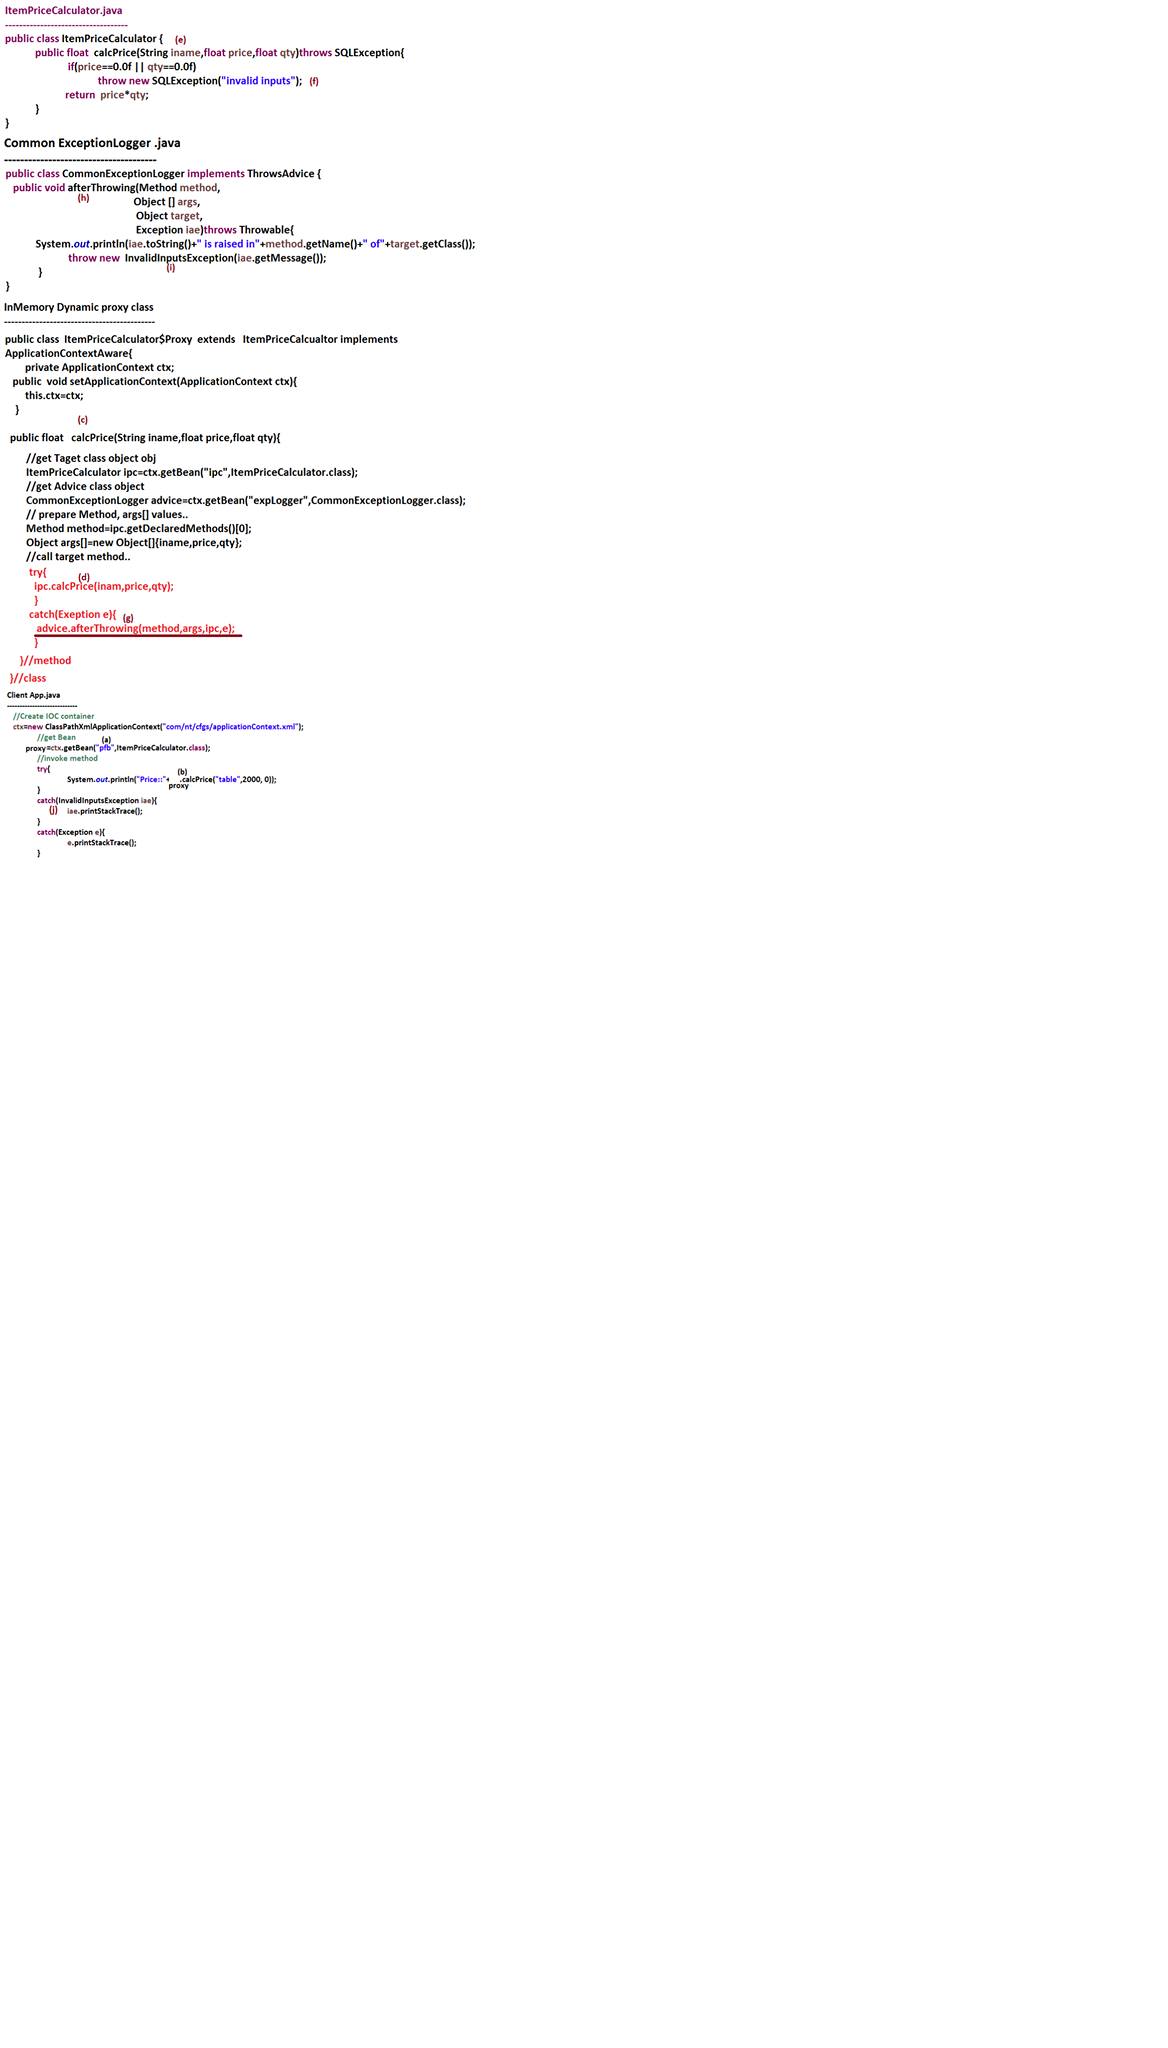 ItemPriceCalculator.java
-----------------------------------
public class ItemPriceCalculator { (e)
public float calcPrice(String iname,float price,float qty)throws SQLException{
if(price==0.0f || qty==0.0f)
throw new SQLException("invalid inputs"); (f)
return price*qty;
}
}
Common ExceptionLogger .java
--------------------------------------
public class CommonExceptionLogger implements ThrowsAdvice {
public void afterThrowing(Method method,
(h)
Object [] args,
Object target,
Exception iae)throws Throwable{
System.out.println(iae.toString()+" is raised in"+method.getName()+" of"+target.getClass());
throw new InvalidInputsException(iae.getMessage());
(i)
}
}
InMemory Dynamic proxy class
-------------------------------------------
public class ItemPriceCalculator$Proxy extends ItemPriceCalcualtor implements
ApplicationContextAware{
private ApplicationContext ctx;
public void setApplicationContext(ApplicationContext ctx){
this.ctx=ctx;
}
(c)
public float calcPrice(String iname,float price,float qty){
//get Taget class object obj
ItemPriceCalculator ipc=ctx.getBean("ipc",ItemPriceCalculator.class);
//get Advice class object
CommonExceptionLogger advice=ctx.getBean("expLogger",CommonExceptionLogger.class);
// prepare Method, args[] values..
Method method=ipc.getDeclaredMethods()[0];
Object args[]=new Object[]{iname,price,qty};
//call target method..
try{
(d)
ipc.calcPrice(inam,price,qty);
}
catch(Exeption e){ (g)
advice.afterThrowing(method,args,ipc,e);
}
}//method
}//class
Client App.java
----------------------------
//Create IOC container
ctx=new ClassPathXmlApplicationContext("com/nt/cfgs/applicationContext.xml");
//get Bean (a)
proxy=ctx.getBean("pfb",ItemPriceCalculator.class);
//invoke method
try{
(b)
System.out.println("Price::"+ .calcPrice("table",2000, 0));
proxy
}
catch(InvalidInputsException iae){
(j) iae.printStackTrace();
}
catch(Exception e){
e.printStackTrace();
}